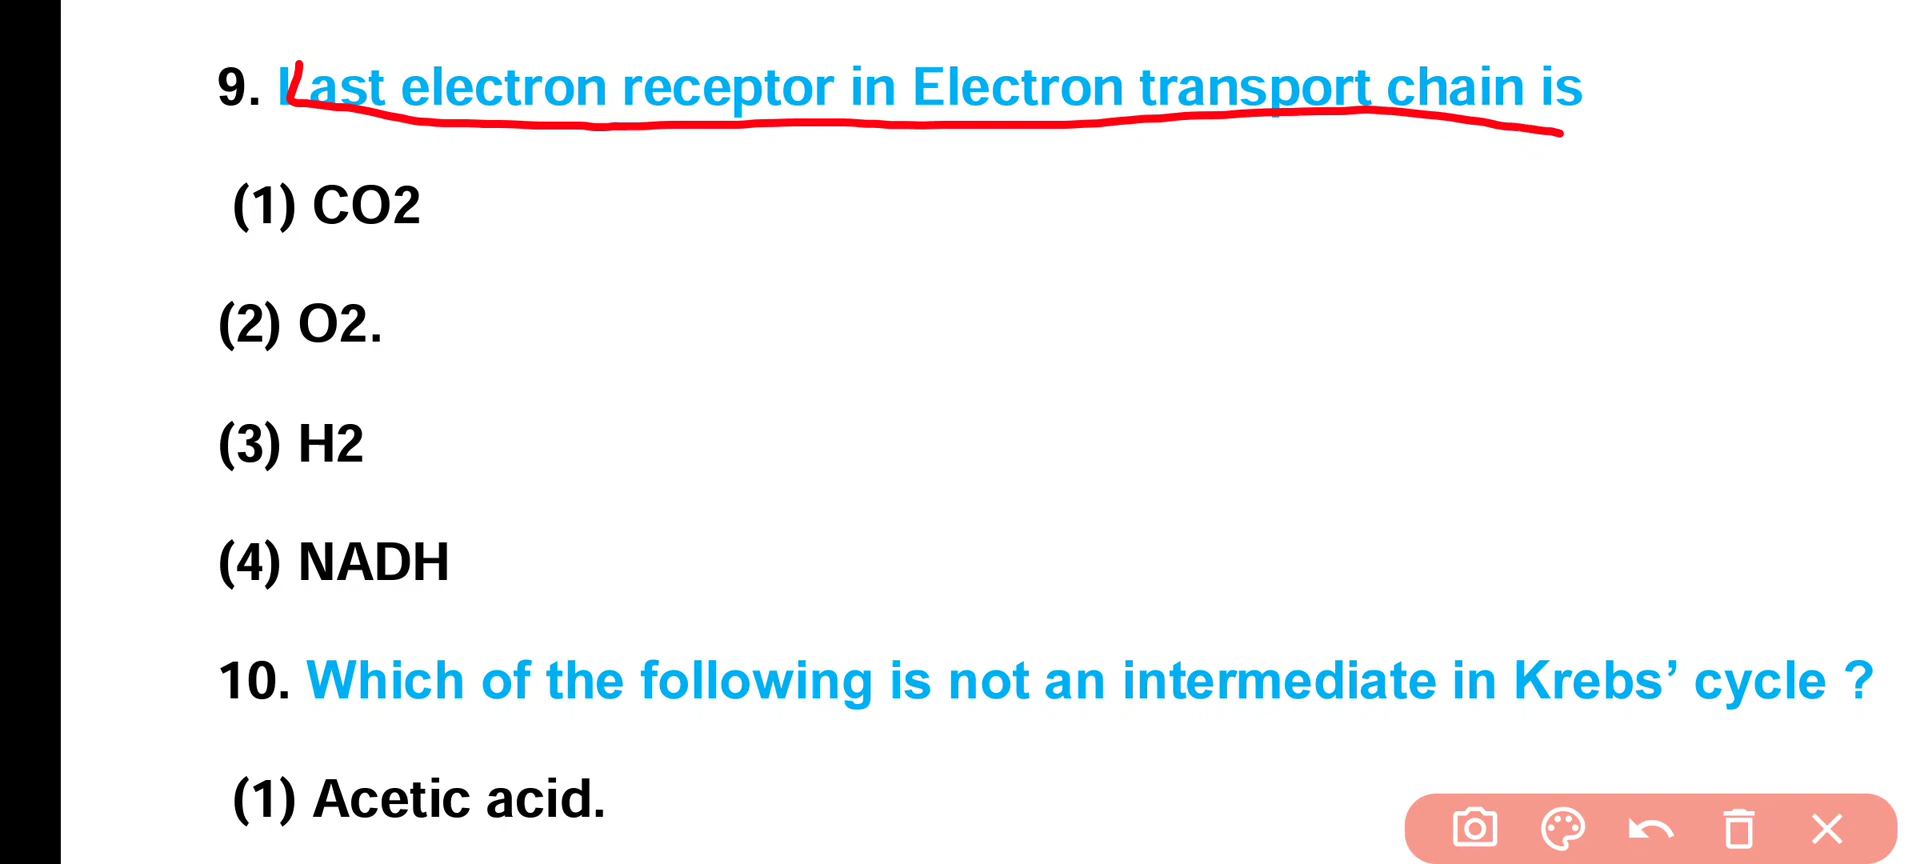 9. Last electron receptor in Electron transport chain is
(1) CO2
(2) O2.
(3) H2
(4) NADH
10. Which of the following is not an intermediate in Krebs’ cycle ?
(1) Acetic acid.